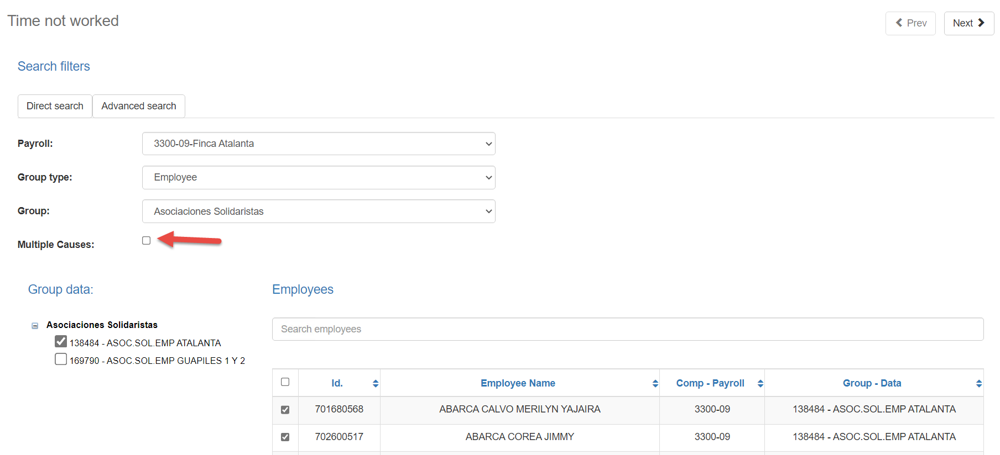 Time not worked
Prev
Next
Search filters
Direct search
Advanced search
Payroll:
3300-09-Finca Atalanta
Group type:
Employee
Group:
Asociaciones Solidaristas
Multiple Causes:
Group data:
Employees
Asociaciones Solidaristas
138484 - ASOC.SOL.EMP ATALANTA
169790 - ASOC.SOL.EMP GUAPILES 1 Y 2
Search employees
Id. Employee Name Comp - Payroll Group - Data
701680568 ABARCA CALVO MERILYN YAJAIRA 3300-09 138484 - ASOC.SOL.EMP ATALANTA
702600517 ABARCA COREA JIMMY 3300-09 138484 - ASOC.SOL.EMP ATALANTA